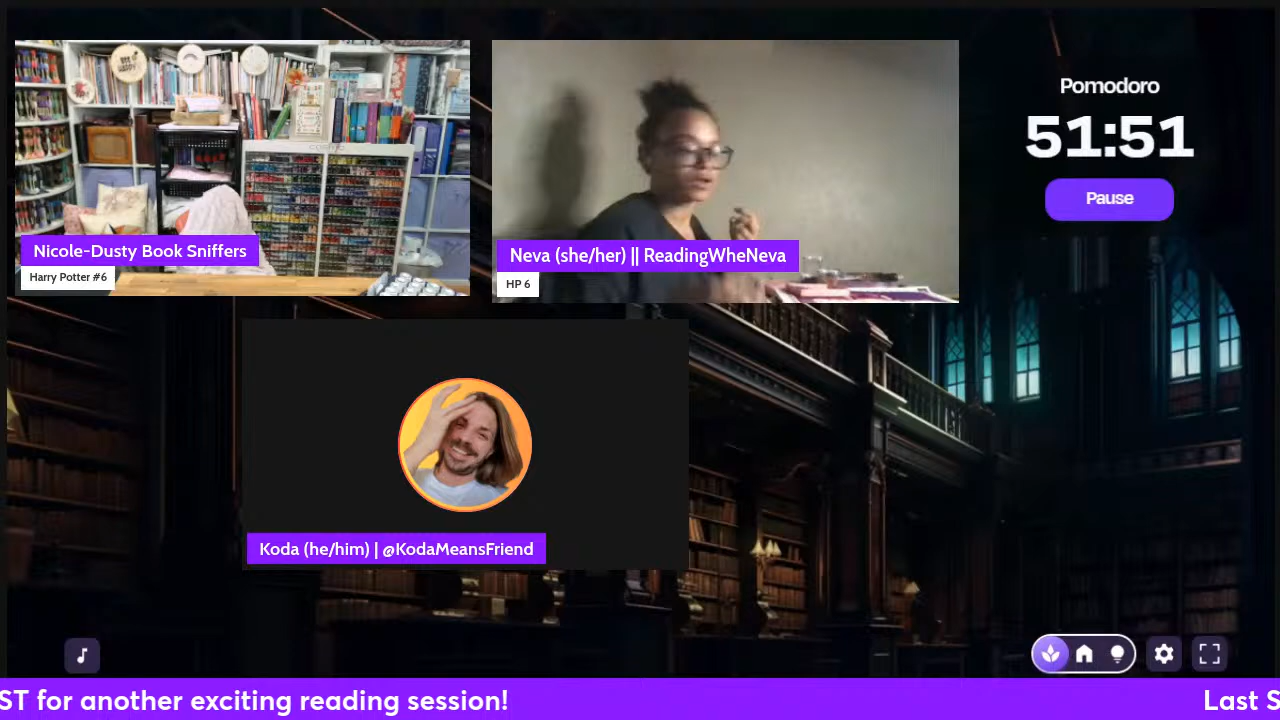 Pomodoro
51:51
Pause
Nicole-Dusty Book Sniffers
Harry Potter #6
Neva (she/her) || ReadingWheNeva
HP 6
Koda (he/him) | @KodaMeansFriend
ST for another exciting reading session!
Last S